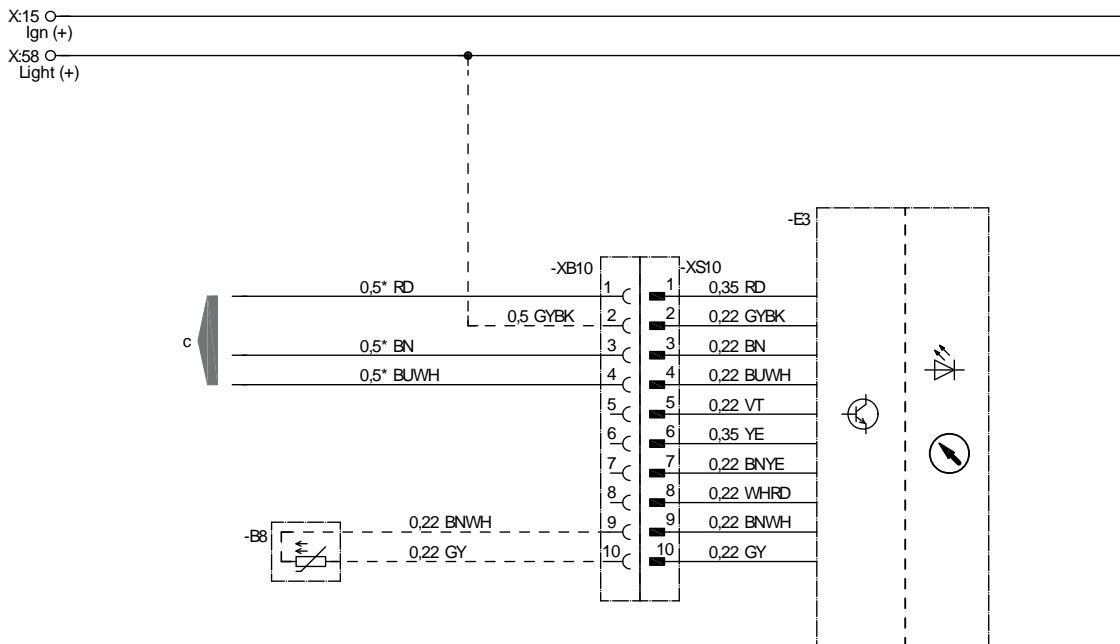 X:15
Ign (+)
X:58
Light (+)
-E3
-XB10 -XS10
0,5* RD 1 1 0,35 RD
0,5 GYBK 2 2 0,22 GYBK
c
0,5* BN 3 3 0,22 BN
0,5* BUWH 4 4 0,22 BUWH
5 5 0,22 VT
6 6 0,35 YE
7 7 0,22 BNYE
8 8 0,22 WHRD
-B8
0,22 BNWH 9 9 0,22 BNWH
0,22 GY 10 10 0,22 GY